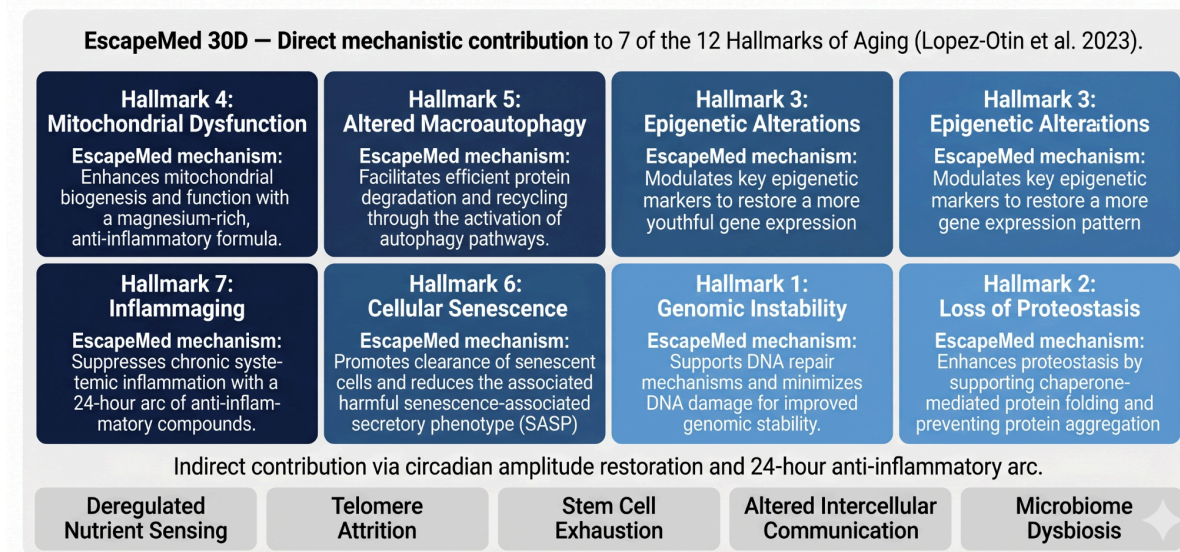 EscapeMed 30D — Direct mechanistic contribution to 7 of the 12 Hallmarks of Aging (Lopez-Otin et al. 2023).
Hallmark 4:
Mitochondrial Dysfunction
EscapeMed mechanism:
Enhances mitochondrial
biogenesis and function with
a magnesium-rich,
anti-inflammatory formula.
Hallmark 5:
Altered Macroautophagy
EscapeMed mechanism:
Facilitates efficient protein
degradation and recycling
through the activation of
autophagy pathways.
Hallmark 3:
Epigenetic Alterations
EscapeMed mechanism:
Modulates key epigenetic
markers to restore a more
youthful gene expression
Hallmark 3:
Epigenetic Alterations
EscapeMed mechanism:
Modulates key epigenetic
markers to restore a more
gene expression pattern
Hallmark 7:
Inflammaging
EscapeMed mechanism:
Suppresses chronic syste-
temic inflammation with a
24-hour arc of anti-inflam-
matory compounds.
Hallmark 6:
Cellular Senescence
EscapeMed mechanism:
Promotes clearance of senescent
cells and reduces the associated
harmful senescence-associated
secretory phenotype (SASP)
Hallmark 1:
Genomic Instability
EscapeMed mechanism:
Supports DNA repair
mechanisms and minimizes
DNA damage for improved
genomic stability.
Hallmark 2:
Loss of Proteostasis
EscapeMed mechanism:
Enhances proteostasis by
supporting chaperone-
mediated protein folding and
preventing protein aggregation
Indirect contribution via circadian amplitude restoration and 24-hour anti-inflammatory arc.
Deregulated
Nutrient Sensing
Telomere
Attrition
Stem Cell
Exhaustion
Altered Intercellular
Communication
Microbiome
Dysbiosis